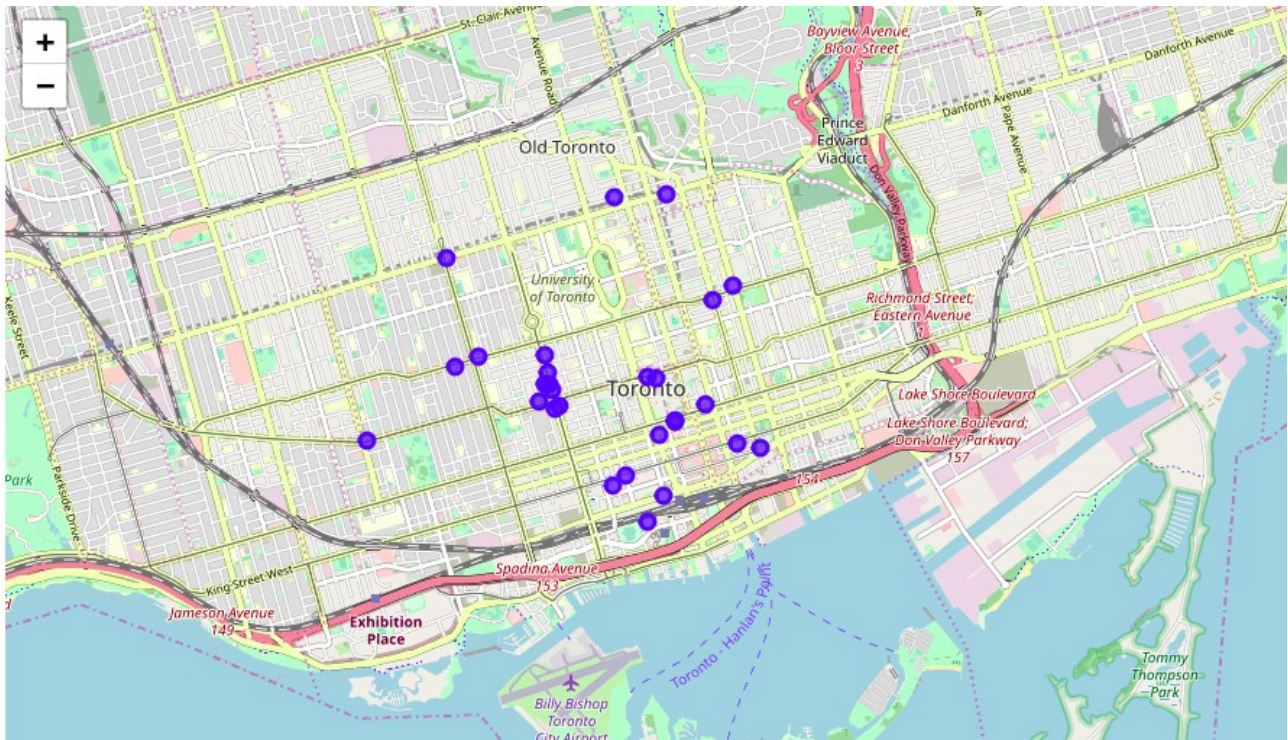 +
−
St. Clair Avenue
Avenue Road
Bayview Avenue;
Bloor Street
3
Danforth Avenue
Danforth Avenue
Pape Avenue
Prince
Edward
Viaduct
Old Toronto
Don Valley Parkway
University
of Toronto
Keele Street
Richmond Street;
Eastern Avenue
1
Toronto
Lake Shore Boulevard
Lake Shore Boulevard;
Don Valley Parkway
157
Park
Parkside Drive
154
King Street West
Spadina Avenue
153
Jameson Avenue
149
Exhibition
Place
Toronto - Hanlan's Point
Tommy
Thompson
Park
Billy Bishop
Toronto
City Airport